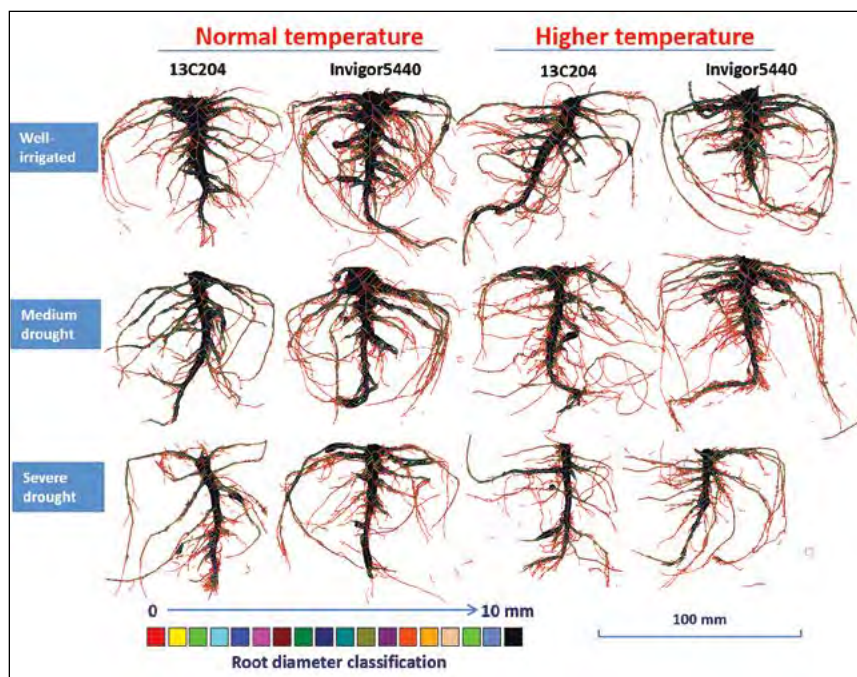 Normal temperature
Higher temperature
13C204
Invigor5440
13C204
Invigor5440
Well-
irrigated
Medium
drought
Severe
drought
0
10 mm
100 mm
Root diameter classification